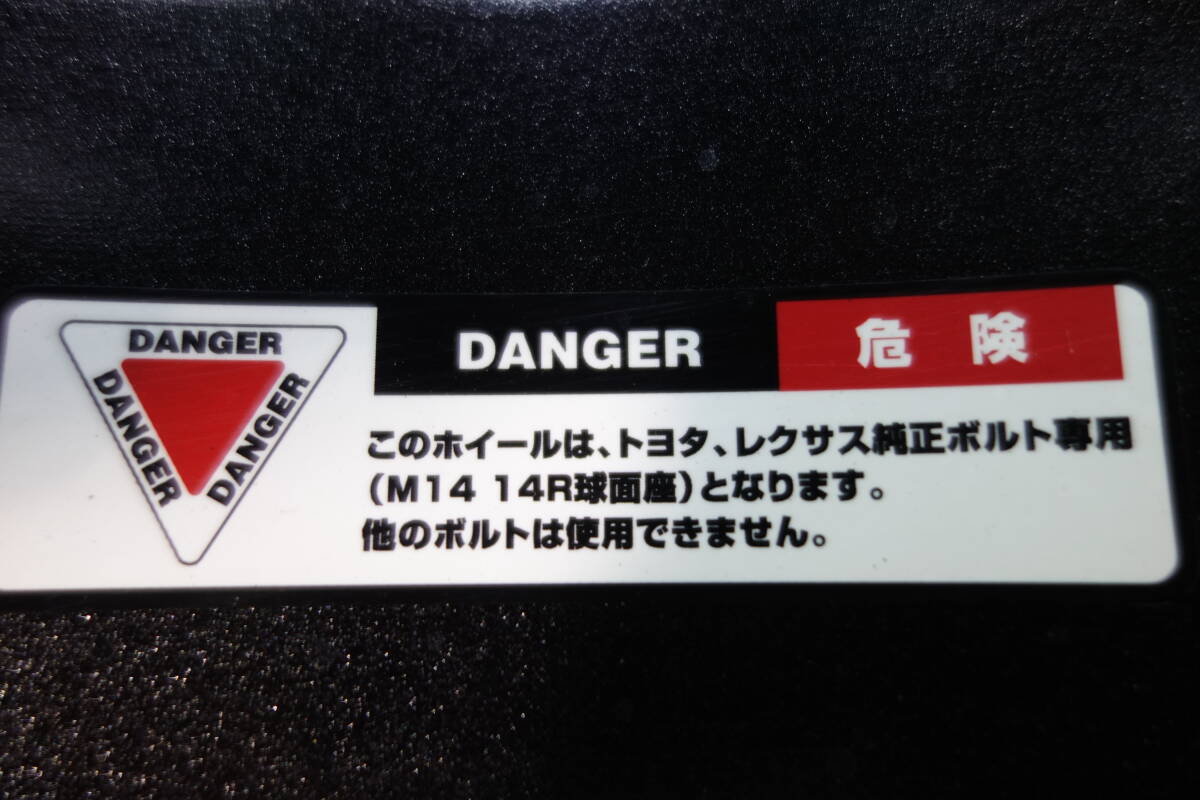 DANGER
DANGER
DANGER
DANGER 危険
このホイールは、トヨタ、レクサス純正ボルト専用
(M14 14R球面座)となります。
他のボルトは使用できません。